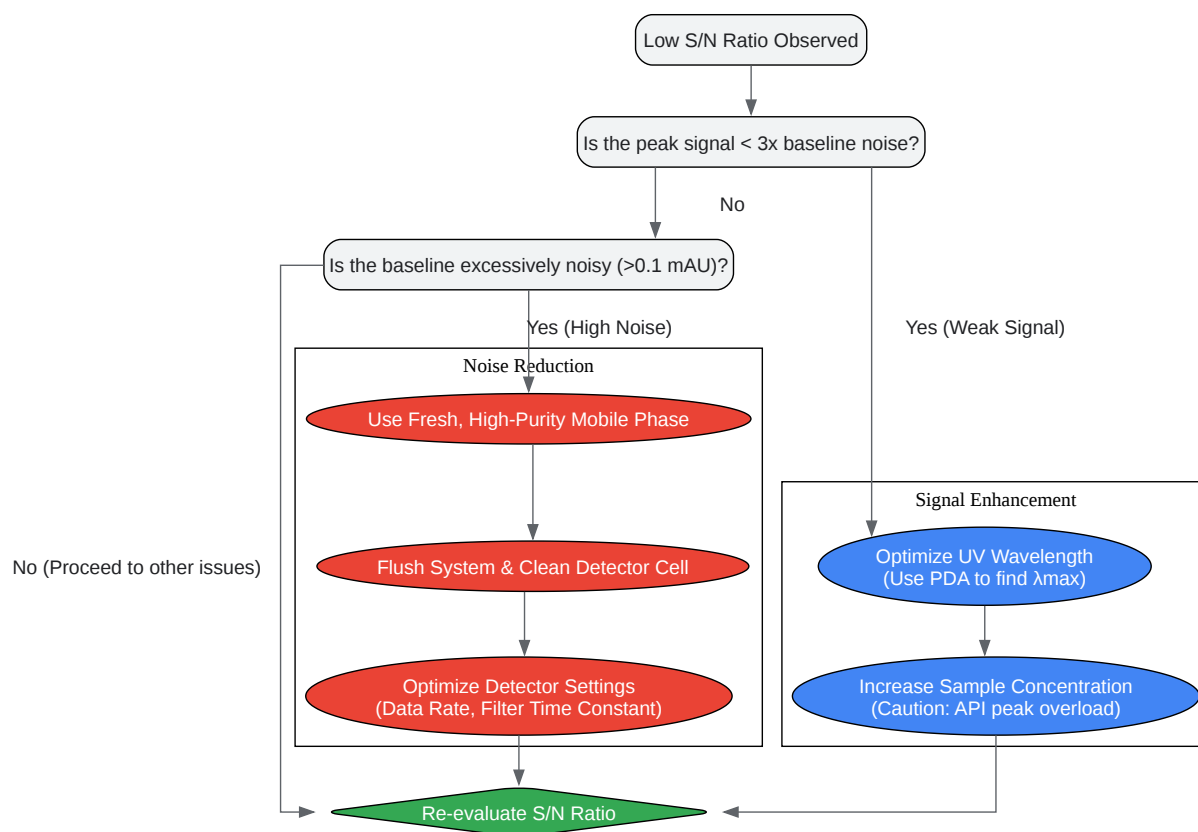 Low S/N Ratio Observed
Is the peak signal < 3x baseline noise?
No
Is the baseline excessively noisy (>0.1 mAU)?
Yes (High Noise)
Yes (Weak Signal)
Noise Reduction
Use Fresh, High-Purity Mobile Phase
Signal Enhancement
No (Proceed to other issues)
Flush System & Clean Detector Cell
Optimize UV Wavelength
(Use PDA to find λmax)
Optimize Detector Settings
(Data Rate, Filter Time Constant)
Increase Sample Concentration
(Caution: API peak overload)
Re-evaluate S/N Ratio